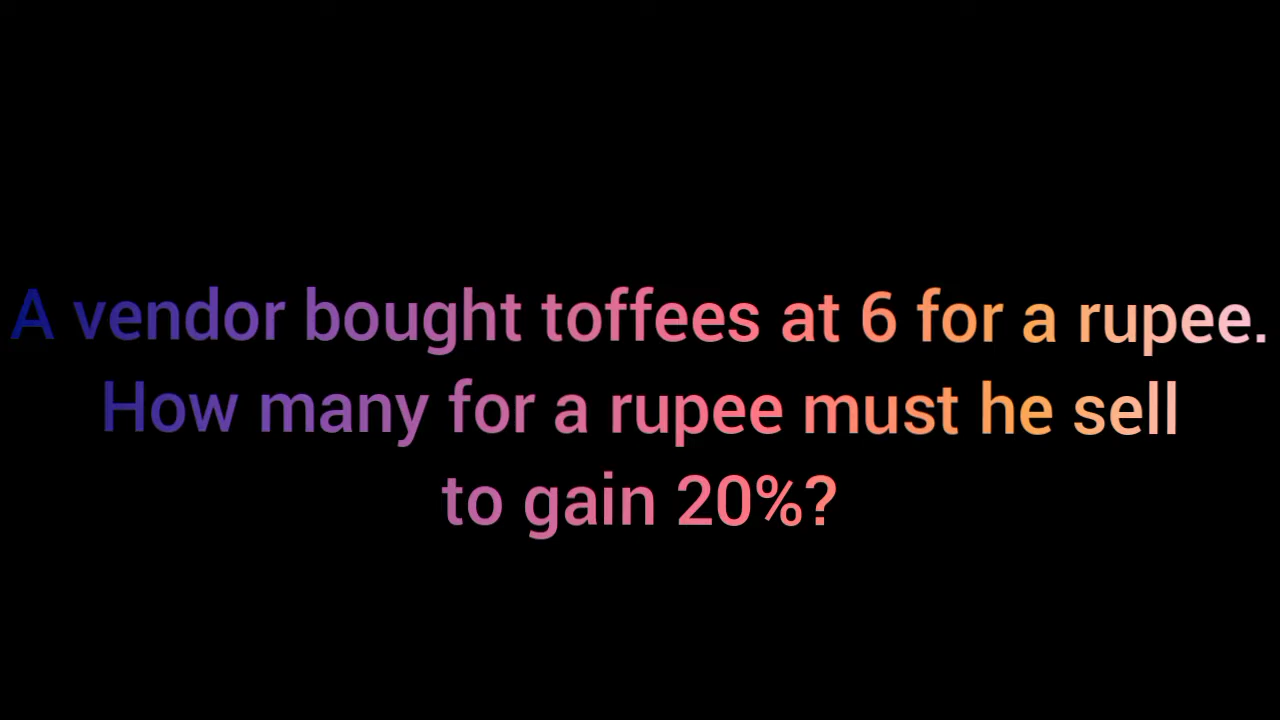 A vendor bought toffees at 6 for a rupee.
How many for a rupee must he sell
to gain 20%?